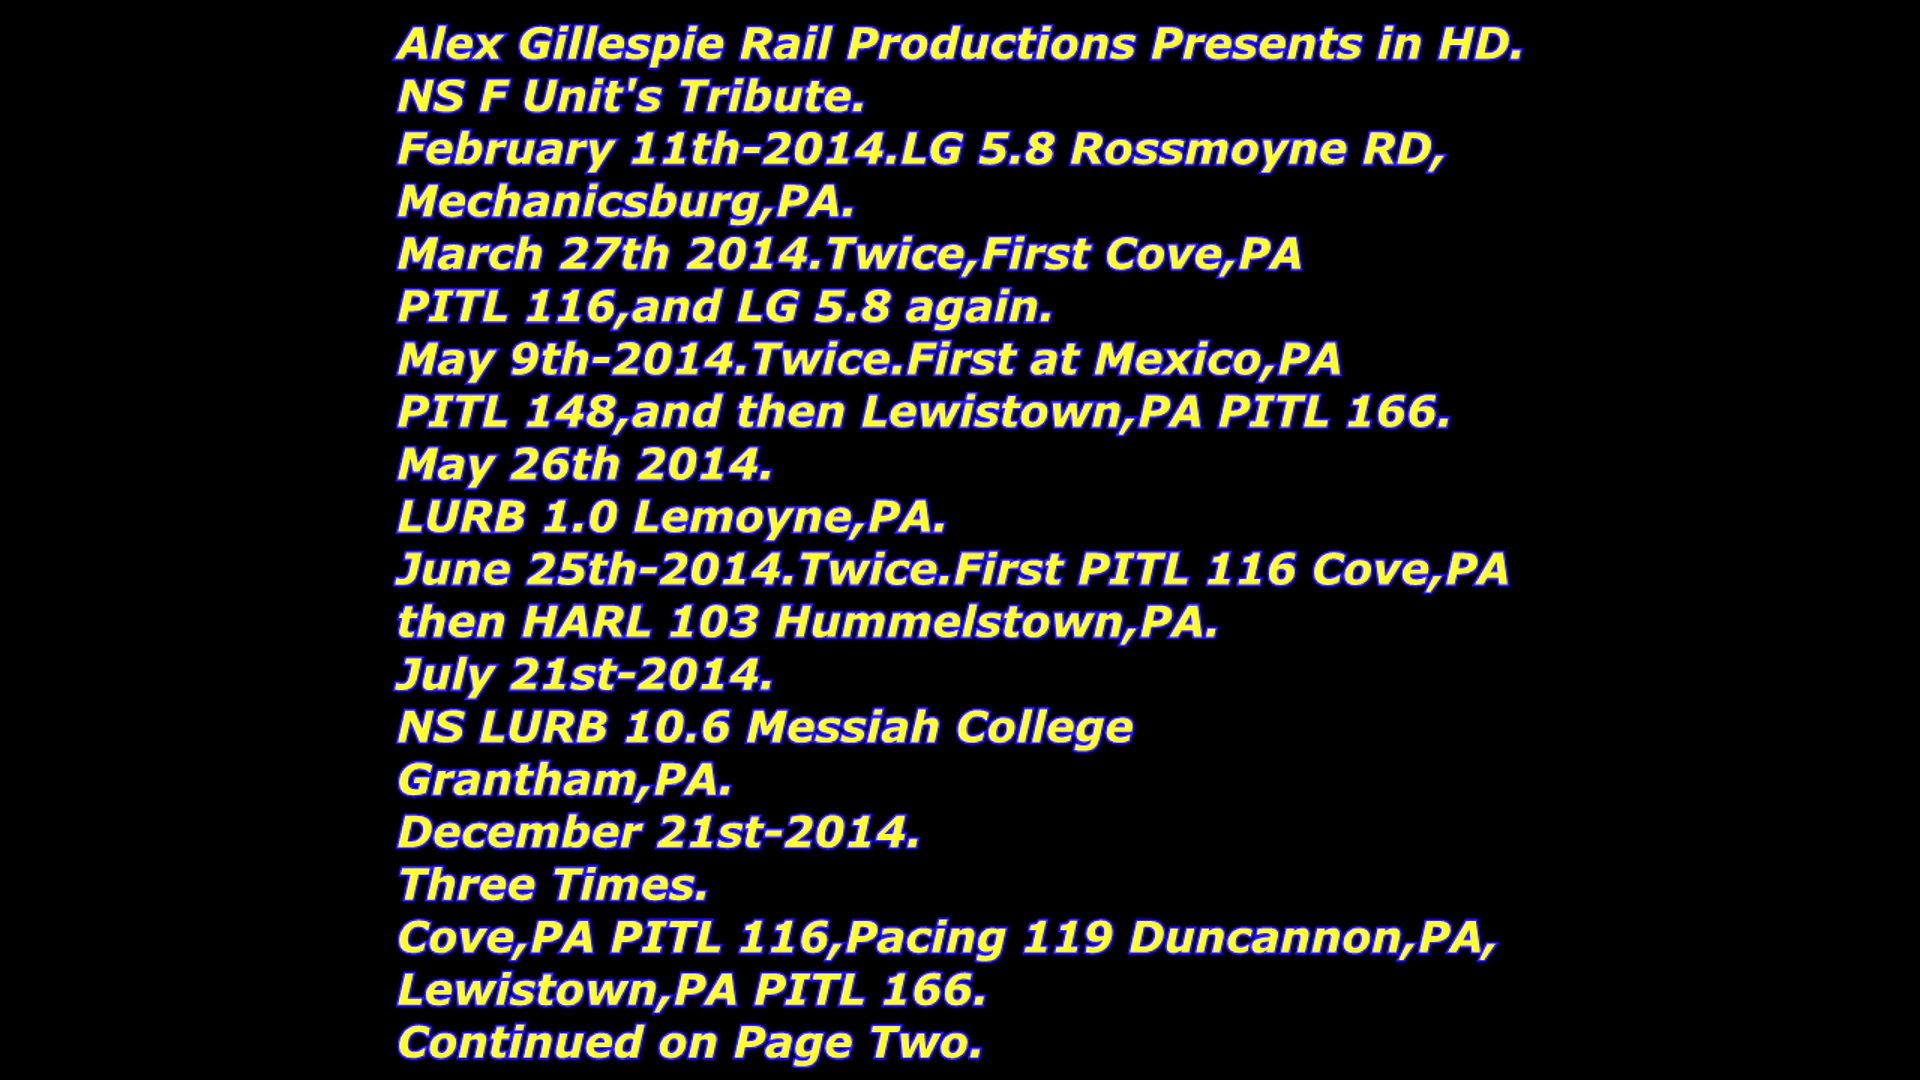 Alex Gillespie Rail Productions Presents in HD.
NS F Unit's Tribute.
February 11th-2014.LG 5.8 Rossmoyne RD,
Mechanicsburg,PA.
March 27th 2014.Twice,First Cove,PA
PITL 116,and LG 5.8 again.
May 9th-2014.Twice.First at Mexico,PA
PITL 148,and then Lewistown,PA PITL 166.
May 26th 2014.
LURB 1.0 Lemoyne,PA.
June 25th-2014.Twice.First PITL 116 Cove,PA
then HARL 103 Hummelstown,PA.
July 21st-2014.
NS LURB 10.6 Messiah College
Grantham,PA.
December 21st-2014.
Three Times.
Cove,PA PITL 116,Pacing 119 Duncannon,PA,
Lewistown,PA PITL 166.
Continued on Page Two.